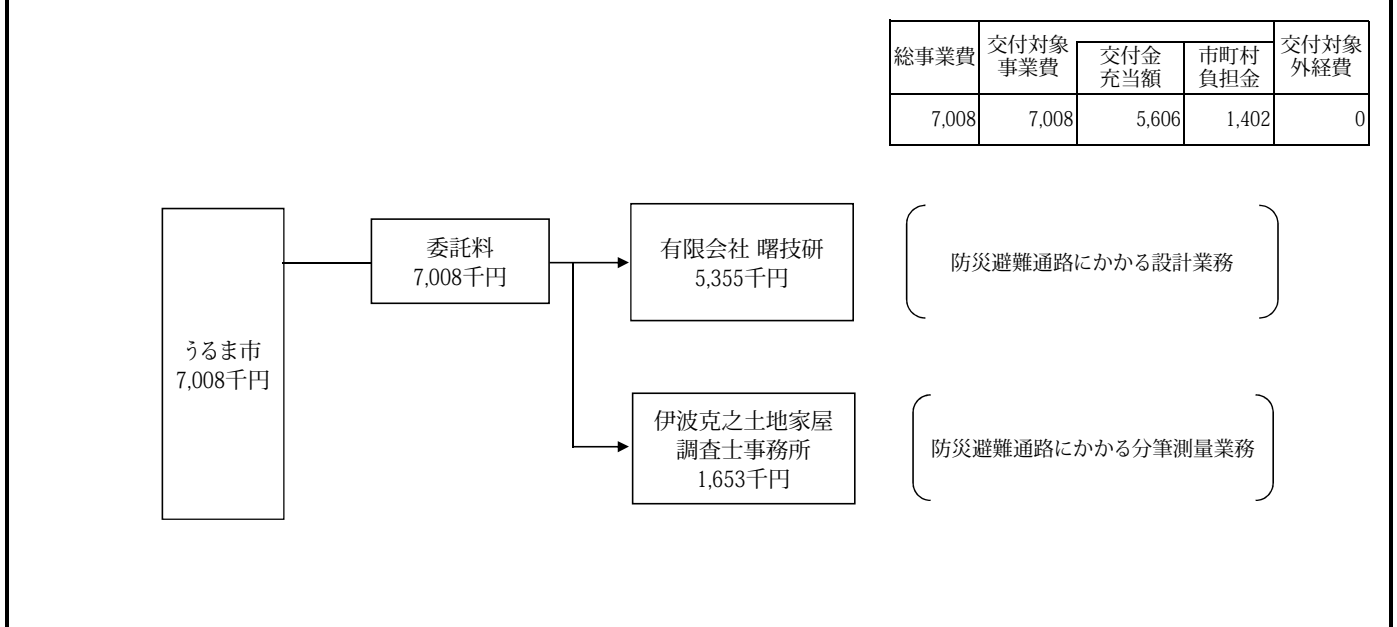 総事業費
交付対象
事業費
交付金
充当額
市町村
負担金
交付対象
外経費
7,008
7,008
5,606
1,402
0
うるま市
7,008千円
委託料
7,008千円
有限会社 曙技研
5,355千円
防災避難通路にかかる設計業務
伊波克之土地家屋
調査士事務所
1,653千円
防災避難通路にかかる分筆測量業務